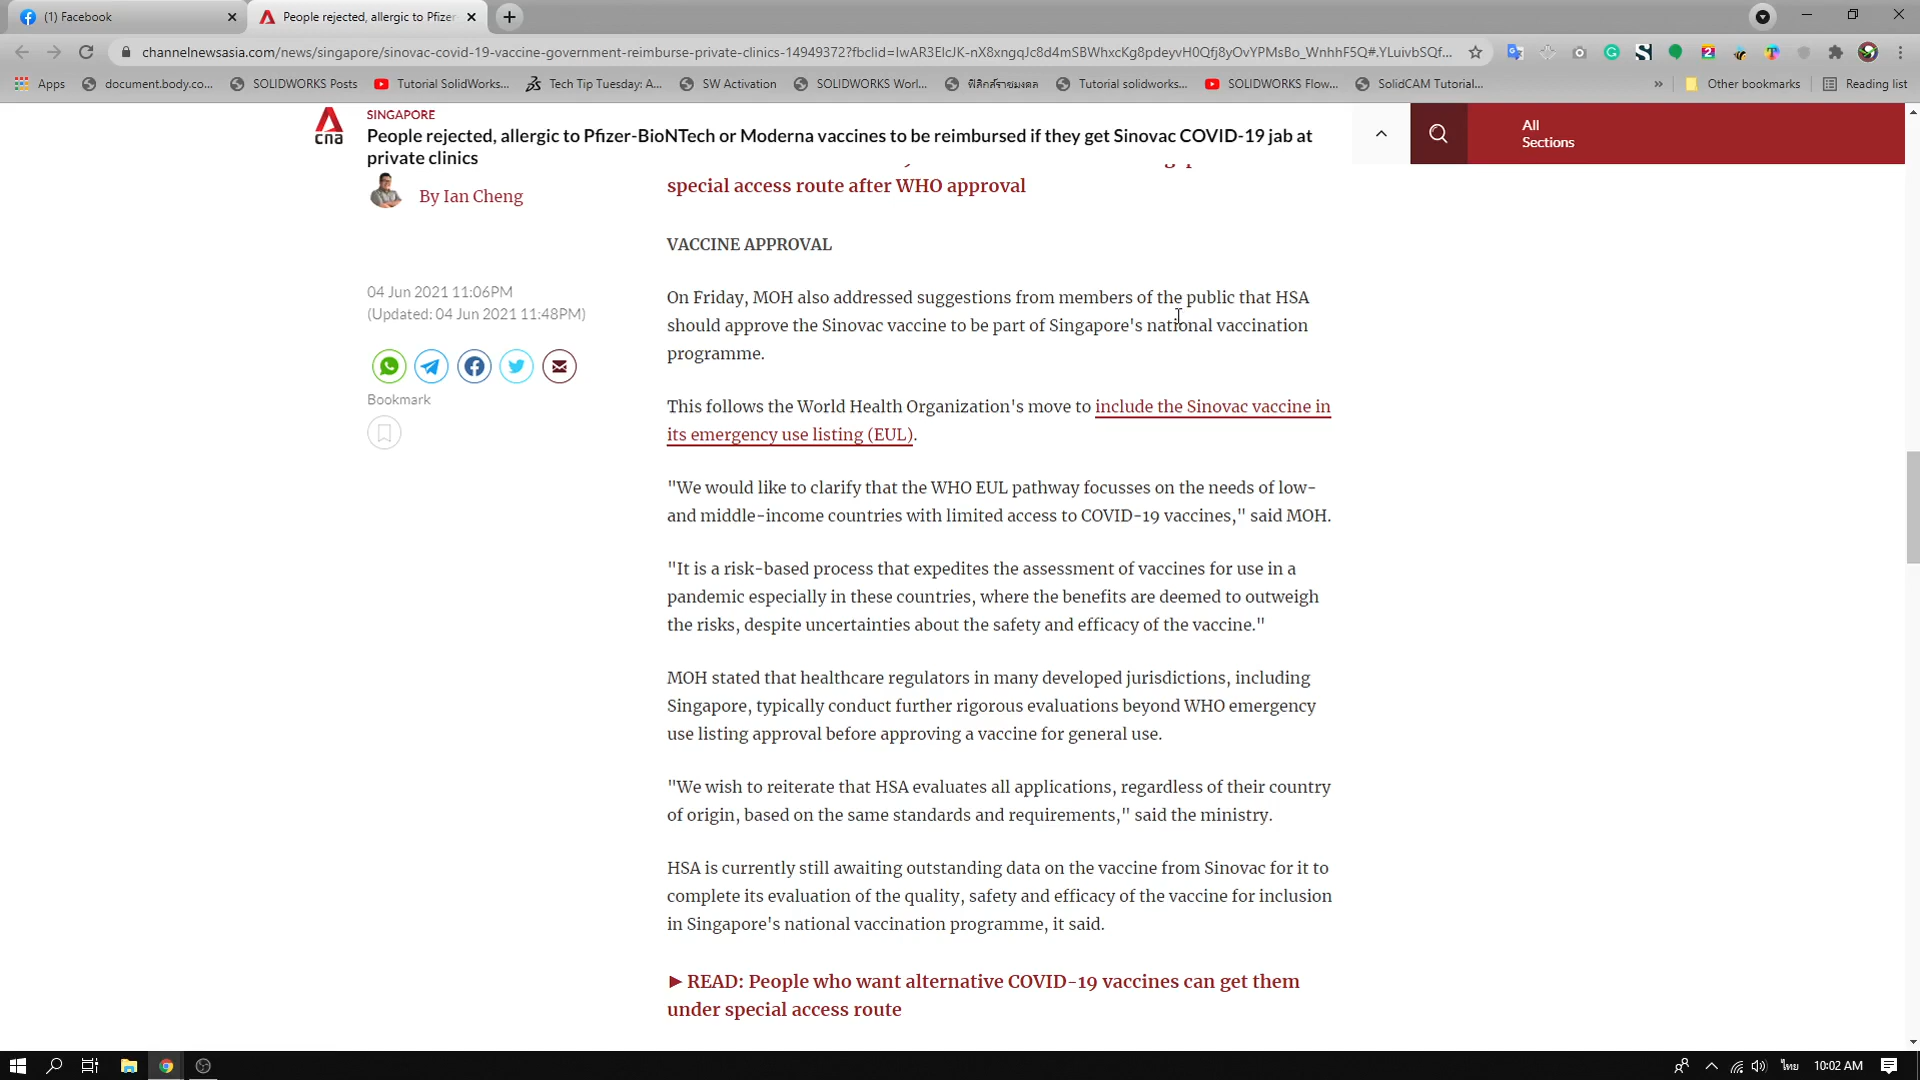 (1) Facebook
People rejected, allergic to Pfizer-
channelnewsasia.com/news/singapore/sinovac-covid-19-vaccine-government-reimburse-private-clinics-14949372?fbclid=IwAR3ElcJK-nX8xngqJc8d4mSBWhxcKg8pdeyvH0Qfj8yOvYPMsBo_WnhhF5Q#.YLuivbSQf...
Apps
document.body.co...
SOLIDWORKS Posts
Tutorial SolidWorks...
Tech Tip Tuesday: A...
SW Activation
SOLIDWORKS Worl...
ฟิสิกส์ราชมงคล
Tutorial solidworks...
SOLIDWORKS Flow...
SolidCAM Tutorial...
»
Other bookmarks
Reading list
cna
SINGAPORE
People rejected, allergic to Pfizer-BioNTech or Moderna vaccines to be reimbursed if they get Sinovac COVID-19 jab at
private clinics
All
Sections
By Ian Cheng
04 Jun 2021 11:06PM
(Updated: 04 Jun 2021 11:48PM)
Bookmark
special access route after WHO approval
VACCINE APPROVAL
On Friday, MOH also addressed suggestions from members of the public that HSA
should approve the Sinovac vaccine to be part of Singapore's national vaccination
programme.
This follows the World Health Organization's move to include the Sinovac vaccine in
its emergency use listing (EUL).
"We would like to clarify that the WHO EUL pathway focusses on the needs of low-
and middle-income countries with limited access to COVID-19 vaccines," said MOH.
"It is a risk-based process that expedites the assessment of vaccines for use in a
pandemic especially in these countries, where the benefits are deemed to outweigh
the risks, despite uncertainties about the safety and efficacy of the vaccine."
MOH stated that healthcare regulators in many developed jurisdictions, including
Singapore, typically conduct further rigorous evaluations beyond WHO emergency
use listing approval before approving a vaccine for general use.
"We wish to reiterate that HSA evaluates all applications, regardless of their country
of origin, based on the same standards and requirements," said the ministry.
HSA is currently still awaiting outstanding data on the vaccine from Sinovac for it to
complete its evaluation of the quality, safety and efficacy of the vaccine for inclusion
in Singapore's national vaccination programme, it said.
►READ: People who want alternative COVID-19 vaccines can get them
under special access route
ไทย
10:02 AM